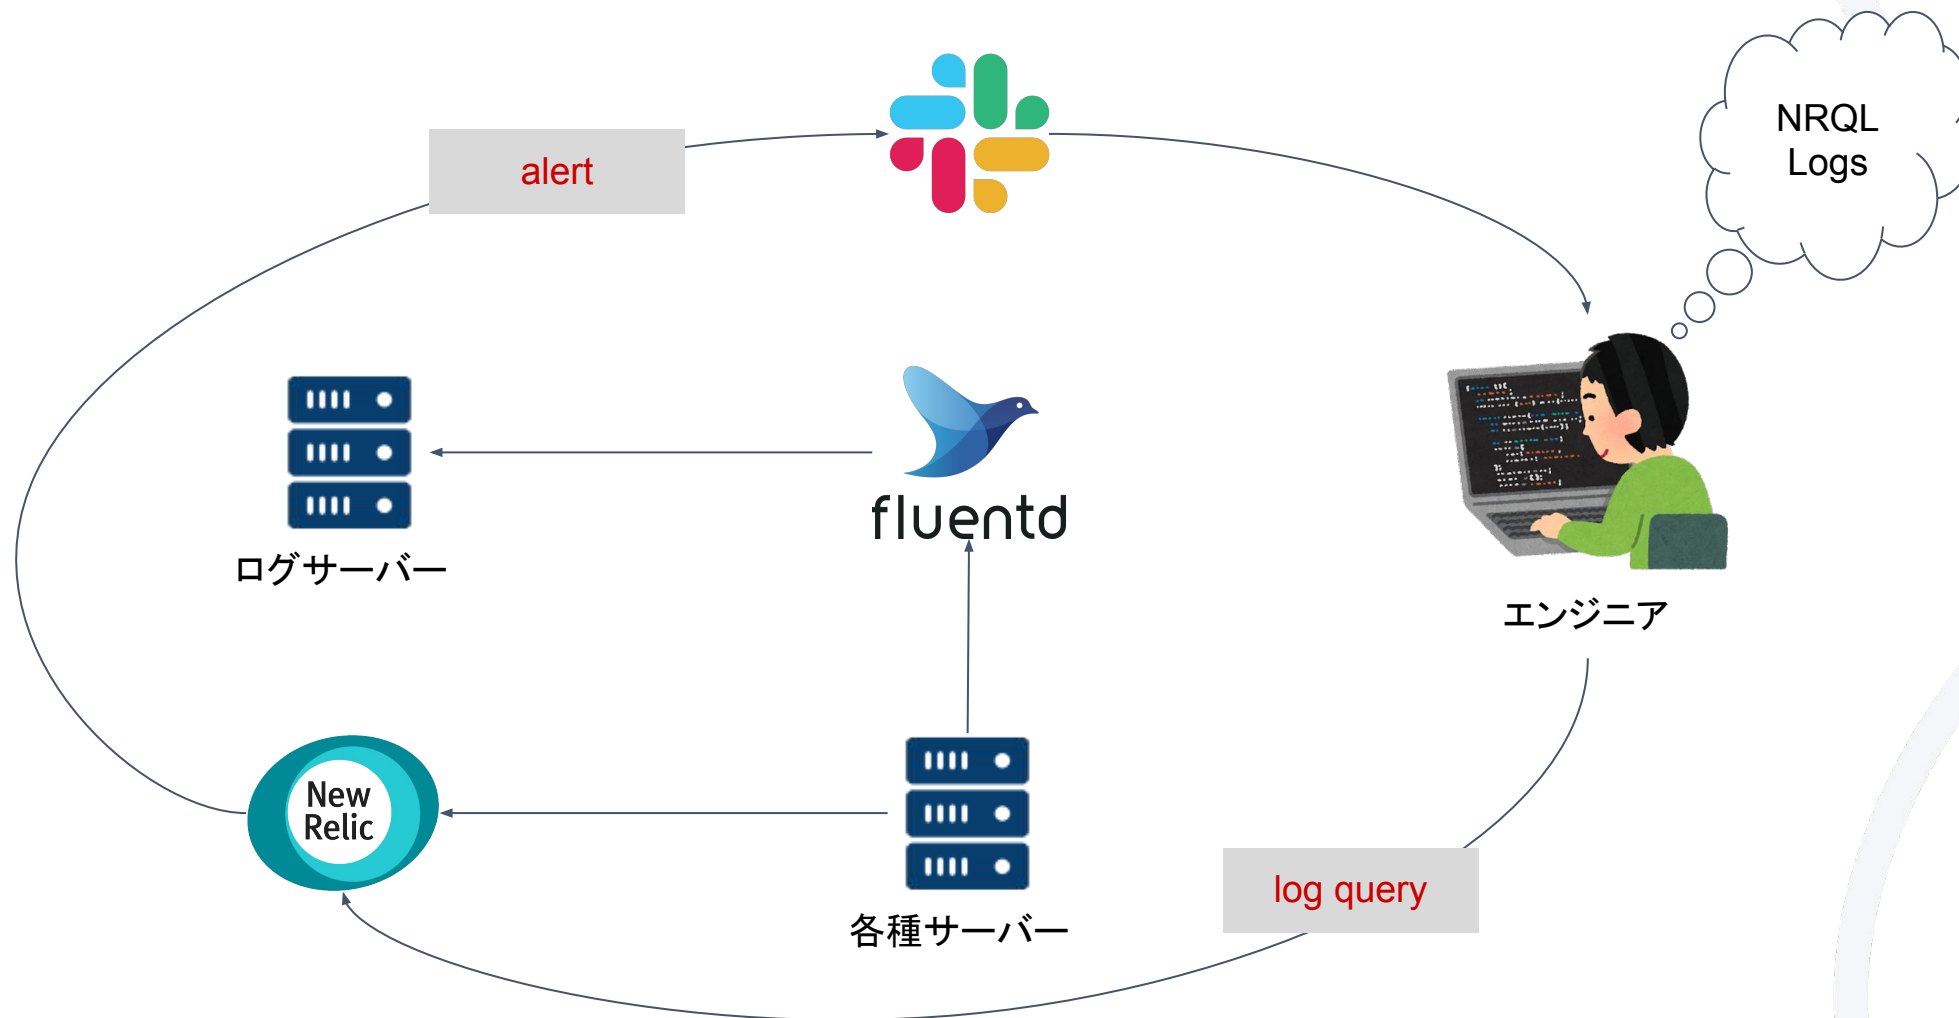 NRQL
Logs
alert
fluentd
ログサーバー
エンジニア
New
Relic
log query
各種サーバー